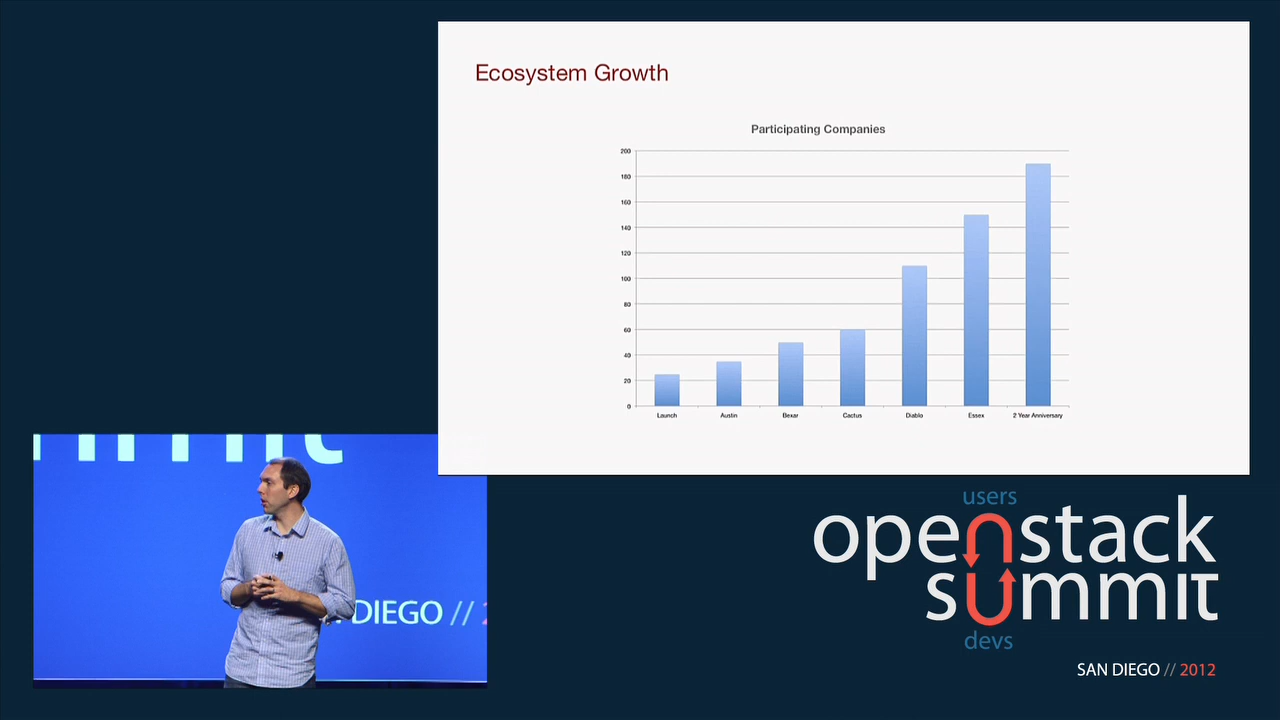 Ecosystem Growth
Participating Companies
200
180
160
140
120
100
80
60
40
20
0
Launch Austin Bexar Cactus Diablo Essex 2 Year Anniversary
DIEGO //
users
openstack
summit
devs
SAN DIEGO // 2012